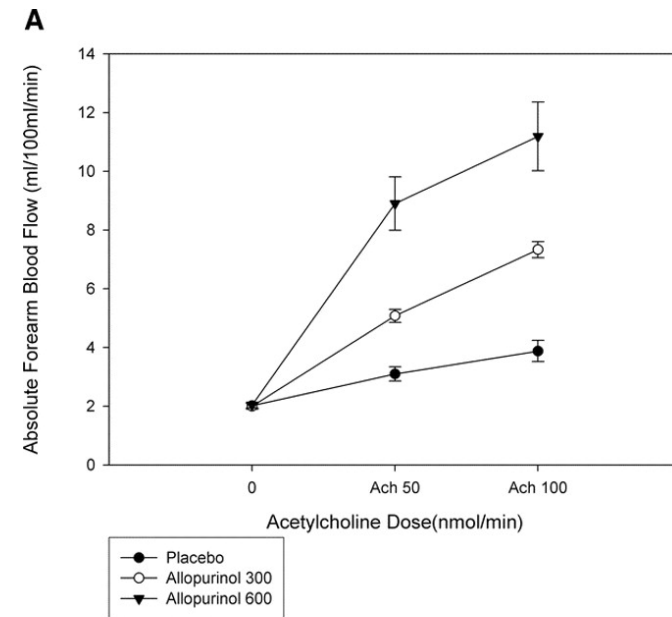 A
Absolute Forearm Blood Flow (ml/100ml/min)
14
12
10
8
6
4
2
0
0 Ach 50 Ach 100
Acetylcholine Dose(nmol/min)
Placebo
Allopurinol 300
Allopurinol 600